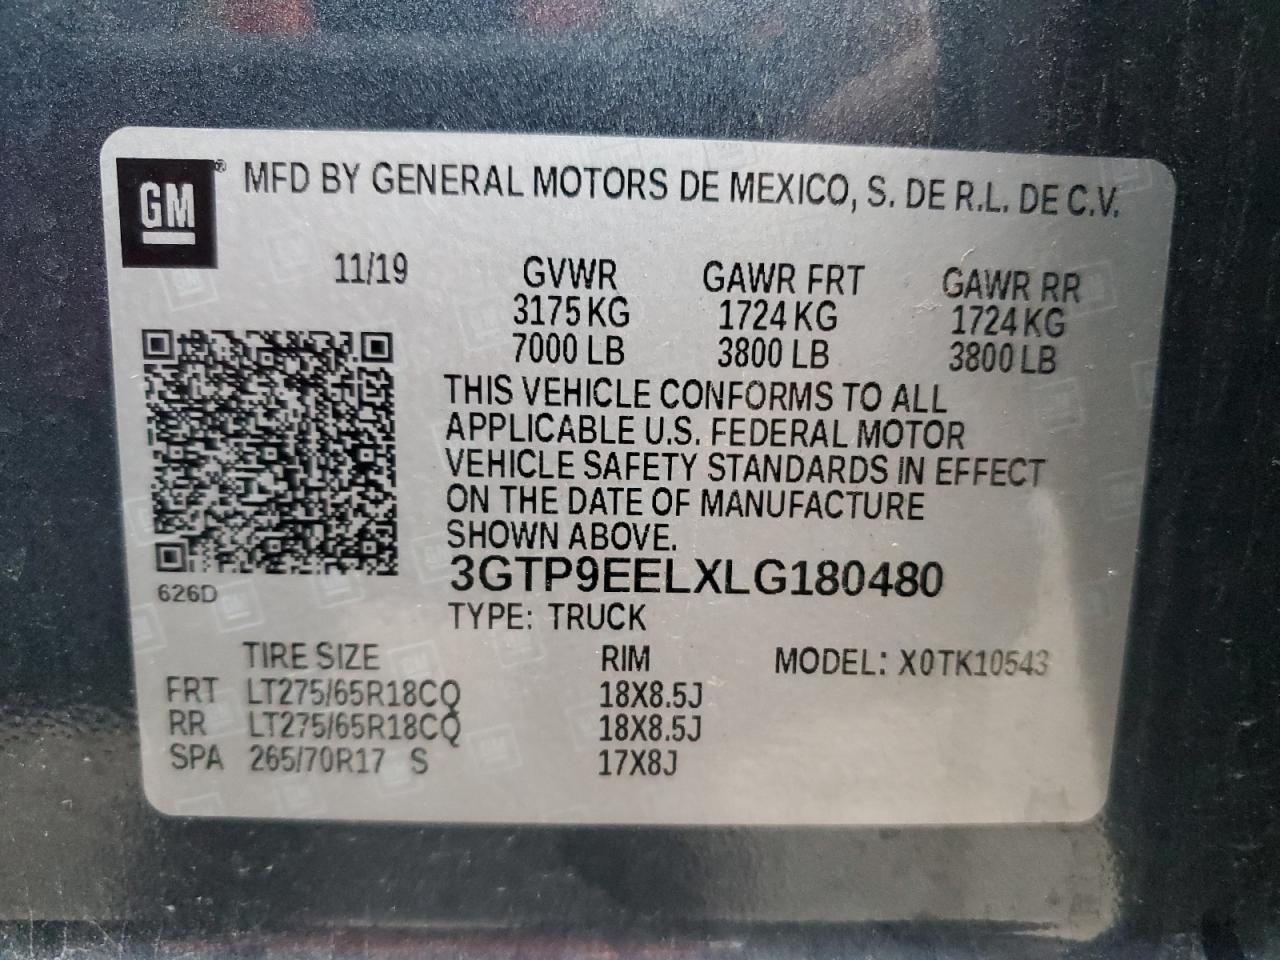 GM ® MFD BY GENERAL MOTORS DE MEXICO, S. DE R.L. DE C.V.
11/19 GVWR GAWR FRT GAWR RR
3175 KG 1724 KG 1724 KG
7000 LB 3800 LB 3800 LB
THIS VEHICLE CONFORMS TO ALL
APPLICABLE U.S. FEDERAL MOTOR
VEHICLE SAFETY STANDARDS IN EFFECT
ON THE DATE OF MANUFACTURE
SHOWN ABOVE.
3GTP9EELXLG180480
626D
TYPE: TRUCK
TIRE SIZE RIM MODEL: X0TK10543
FRT LT275/65R18CQ 18X8.5J
RR LT275/65R18CQ 18X8.5J
SPA 265/70R17 S 17X8J